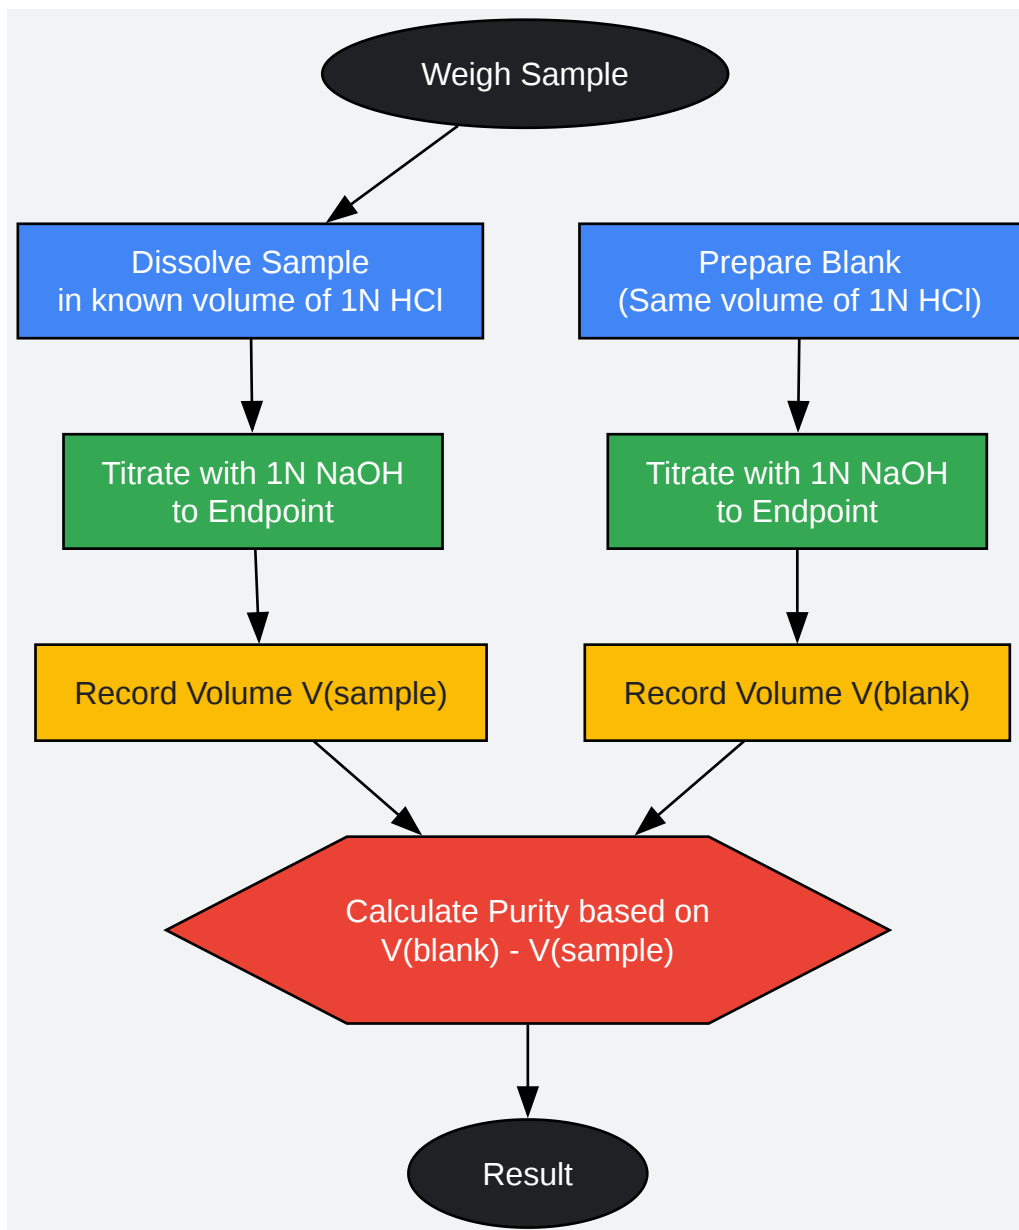 Weigh Sample
Dissolve Sample
in known volume of 1N HCl
Prepare Blank
(Same volume of 1N HCl)
Titrate with 1N NaOH
to Endpoint
Titrate with 1N NaOH
to Endpoint
Record Volume V(sample)
Record Volume V(blank)
Calculate Purity based on
V(blank) - V(sample)
Result